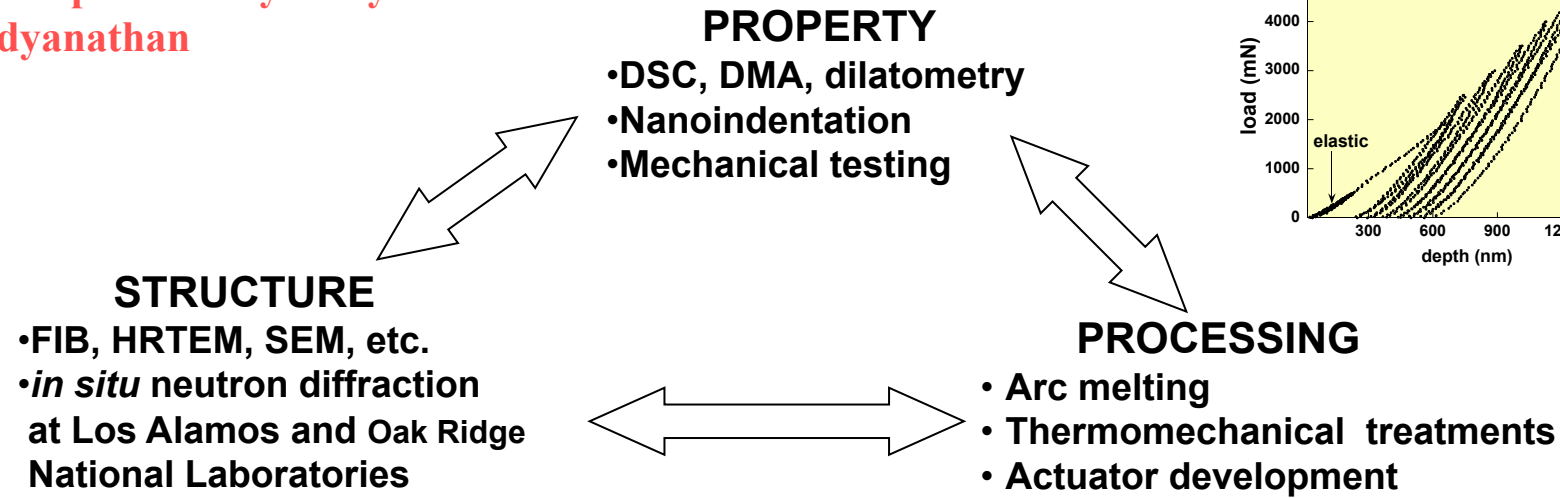 dyanathan
PROPERTY
•DSC, DMA, dilatometry
•Nanoindentation
•Mechanical testing
4000
3000
2000
1000
0
load (mN)
elastic
300 600 900
depth (nm)
STRUCTURE
•FIB, HRTEM, SEM, etc.
•in situ neutron diffraction
at Los Alamos and Oak Ridge
National Laboratories
PROCESSING
• Arc melting
• Thermomechanical treatments
• Actuator development